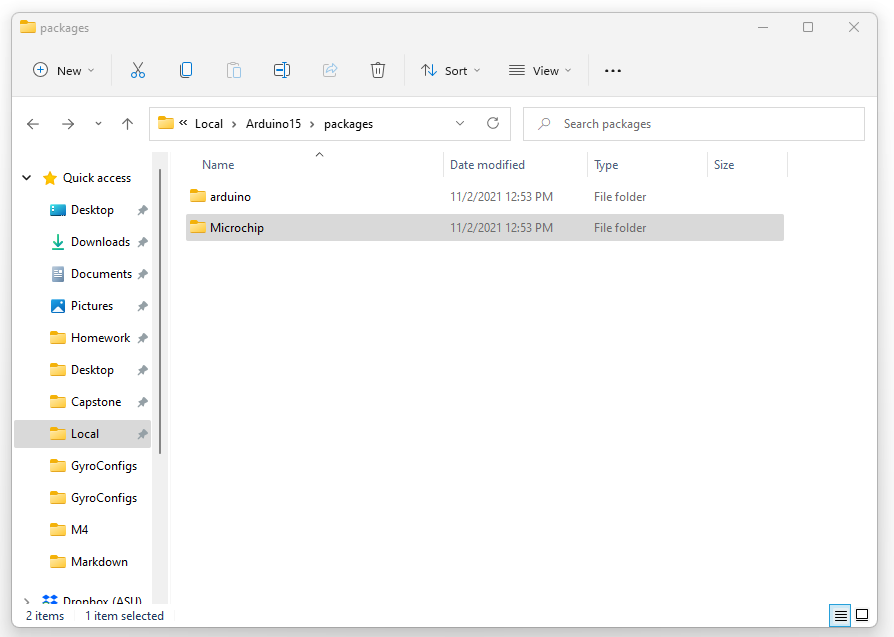 packages
New
Sort
View
« Local > Arduino15 > packages
Search packages
Name Date modified Type Size
arduino 11/2/2021 12:53 PM File folder
Microchip 11/2/2021 12:53 PM File folder
Quick access
Desktop
Downloads
Documents
Pictures
Homework
Desktop
Capstone
Local
GyroConfigs
GyroConfigs
M4
Markdown
Dropbox (ASU)
2 items 1 item selected